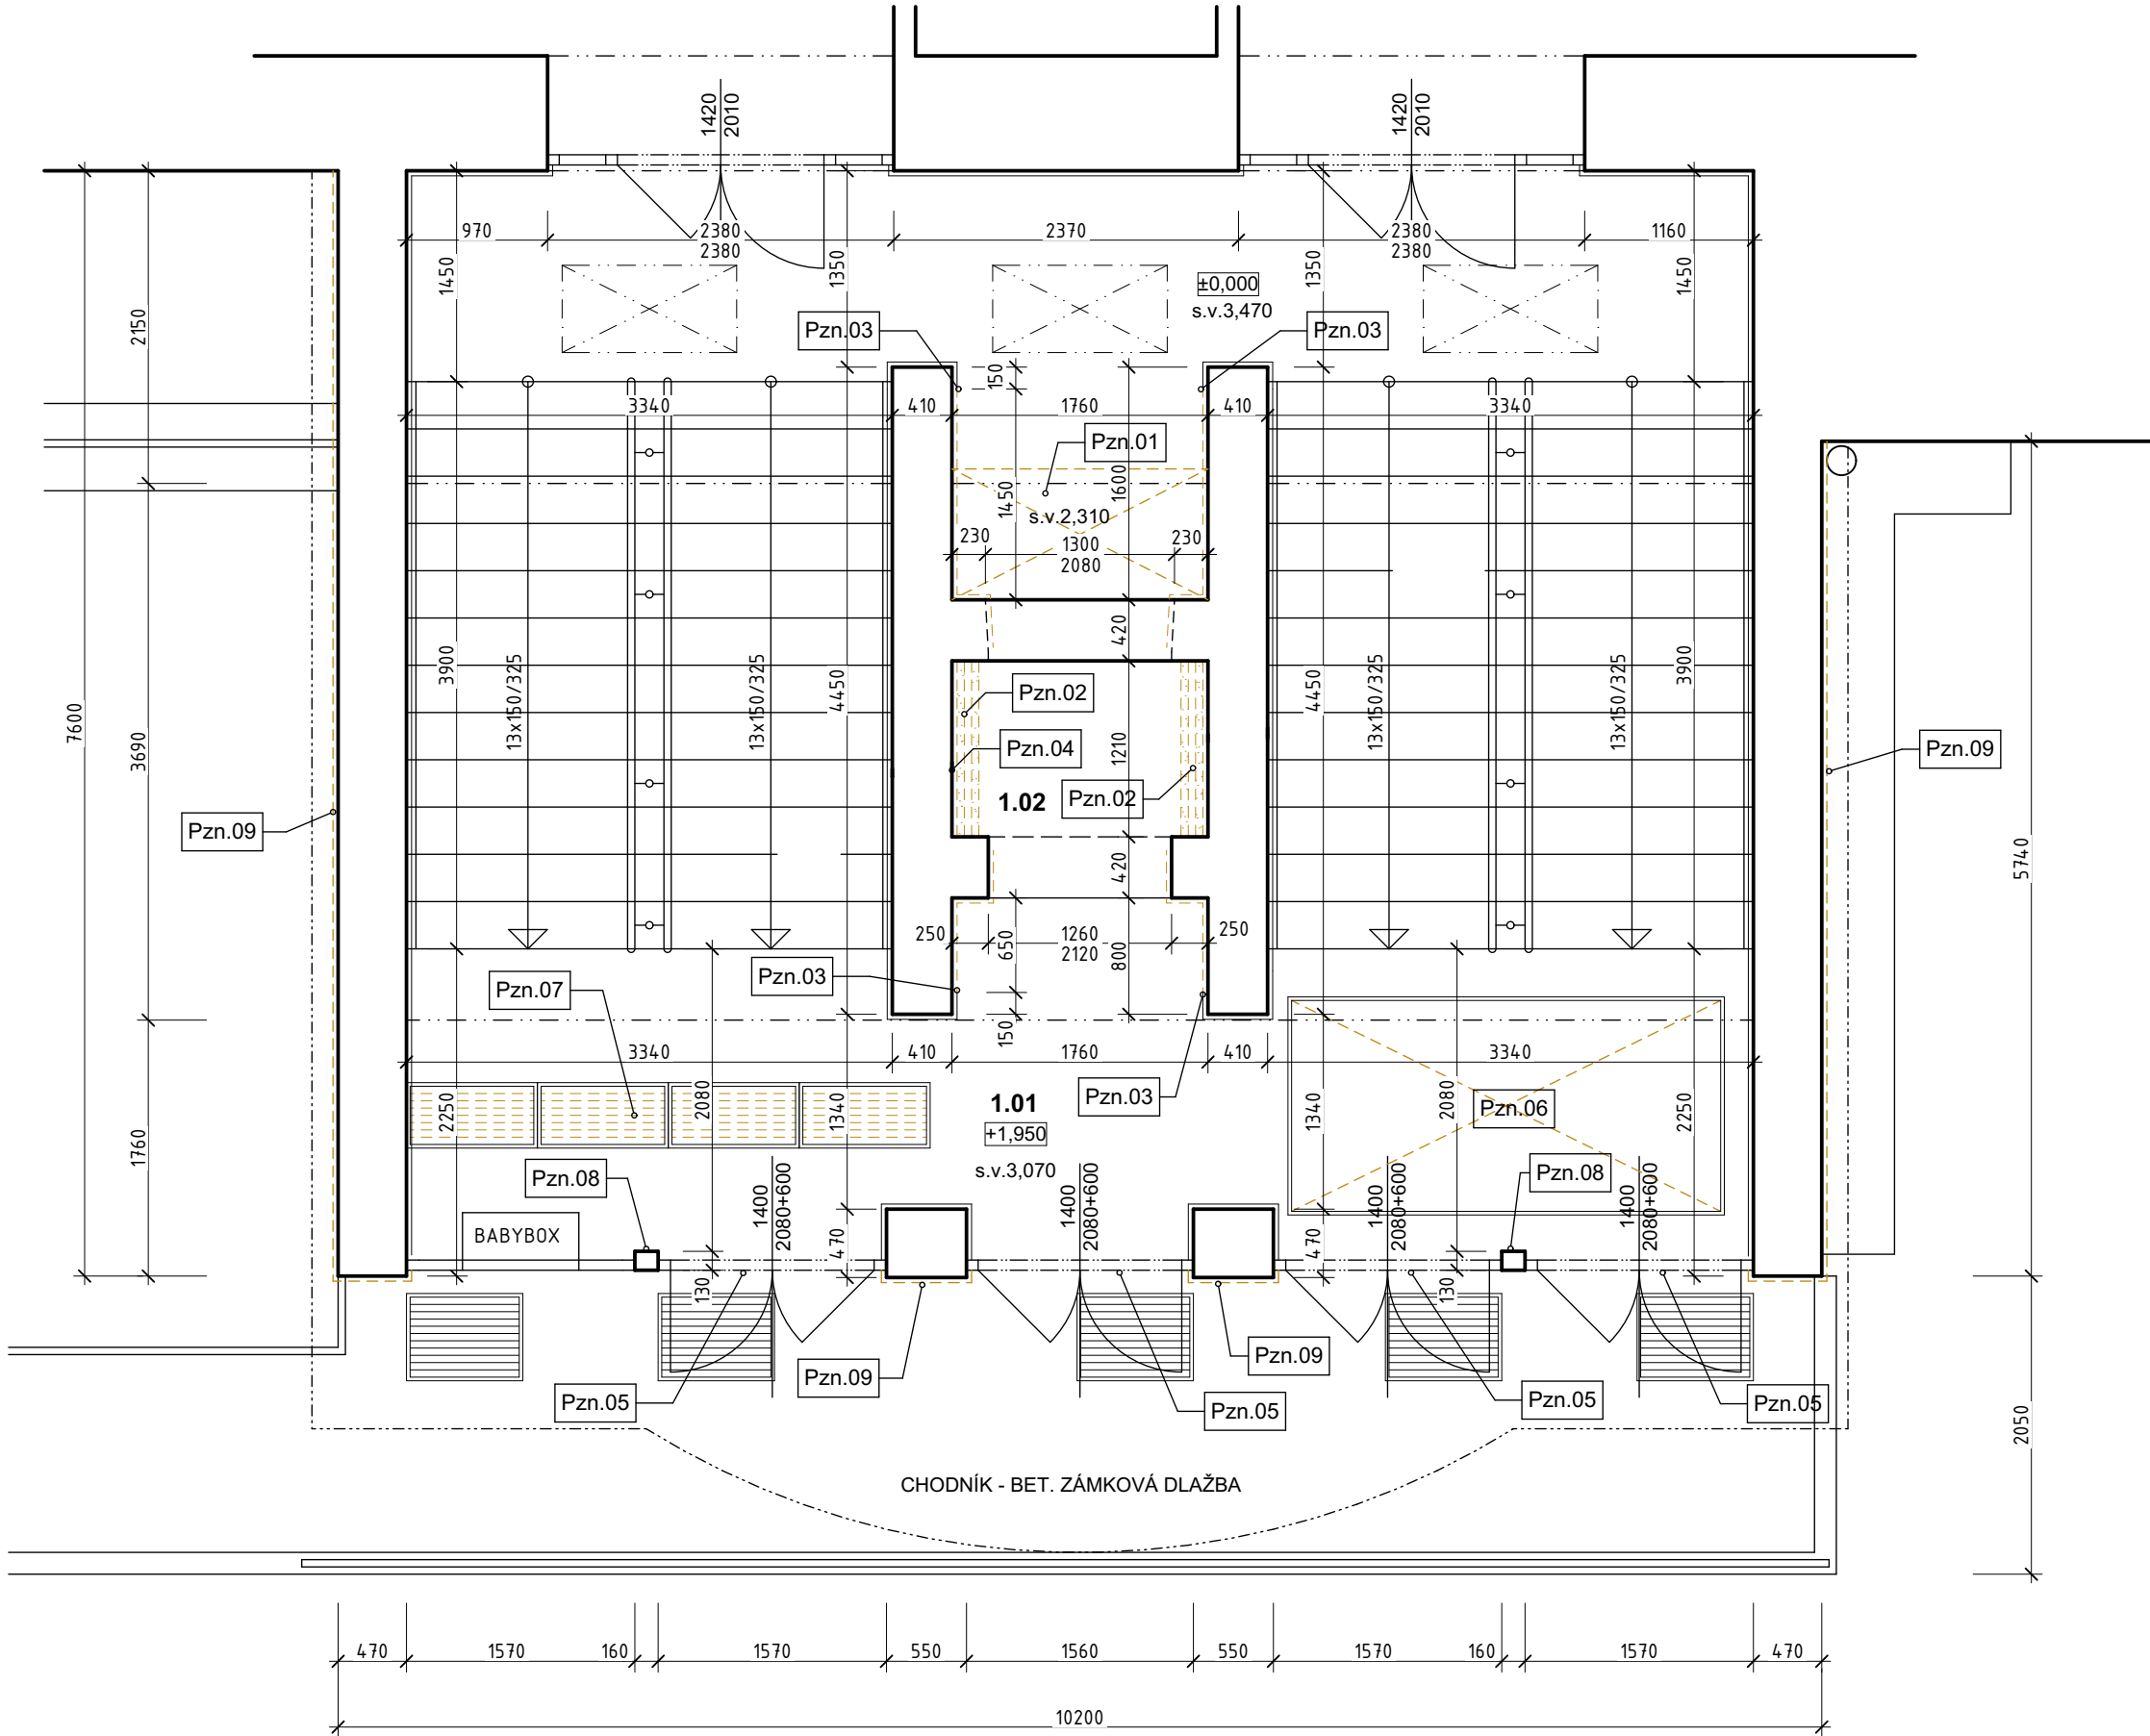 1420
2010
1420
2010
970
2380
2380
2370
2380
2380
1160
1450
1350
1350
1450
2150
±0,000
s.v.3,470
Pzn.03
Pzn.03
150
3340
410
1760
410
3340
Pzn.01
1450
1600
s.v.2,310
230
1300
2080
230
420
3900
13x150/325
13x150/325
4450
4450
13x150/325
13x150/325
3900
7600
3690
Pzn.02
Pzn.04
1210
Pzn.02
1.02
Pzn.09
Pzn.09
420
5740
250
1260
2120
250
650
800
Pzn.03
Pzn.07
150
3340
410
1760
410
3340
Pzn.03
2250
2080
1340
1.01
+1,950
s.v.3,070
1340
2080
Pzn.06
2250
1760
Pzn.08
Pzn.08
1400
2080+600
1400
2080+600
1400
2080+600
1400
2080+600
BABYBOX
470
470
130
130
Pzn.09
Pzn.09
Pzn.05
Pzn.05
Pzn.05
Pzn.05
2050
CHODNÍK - BET. ZÁMKOVÁ DLAŽBA
470
1570
160
1570
550
1560
550
1570
160
1570
470
10200